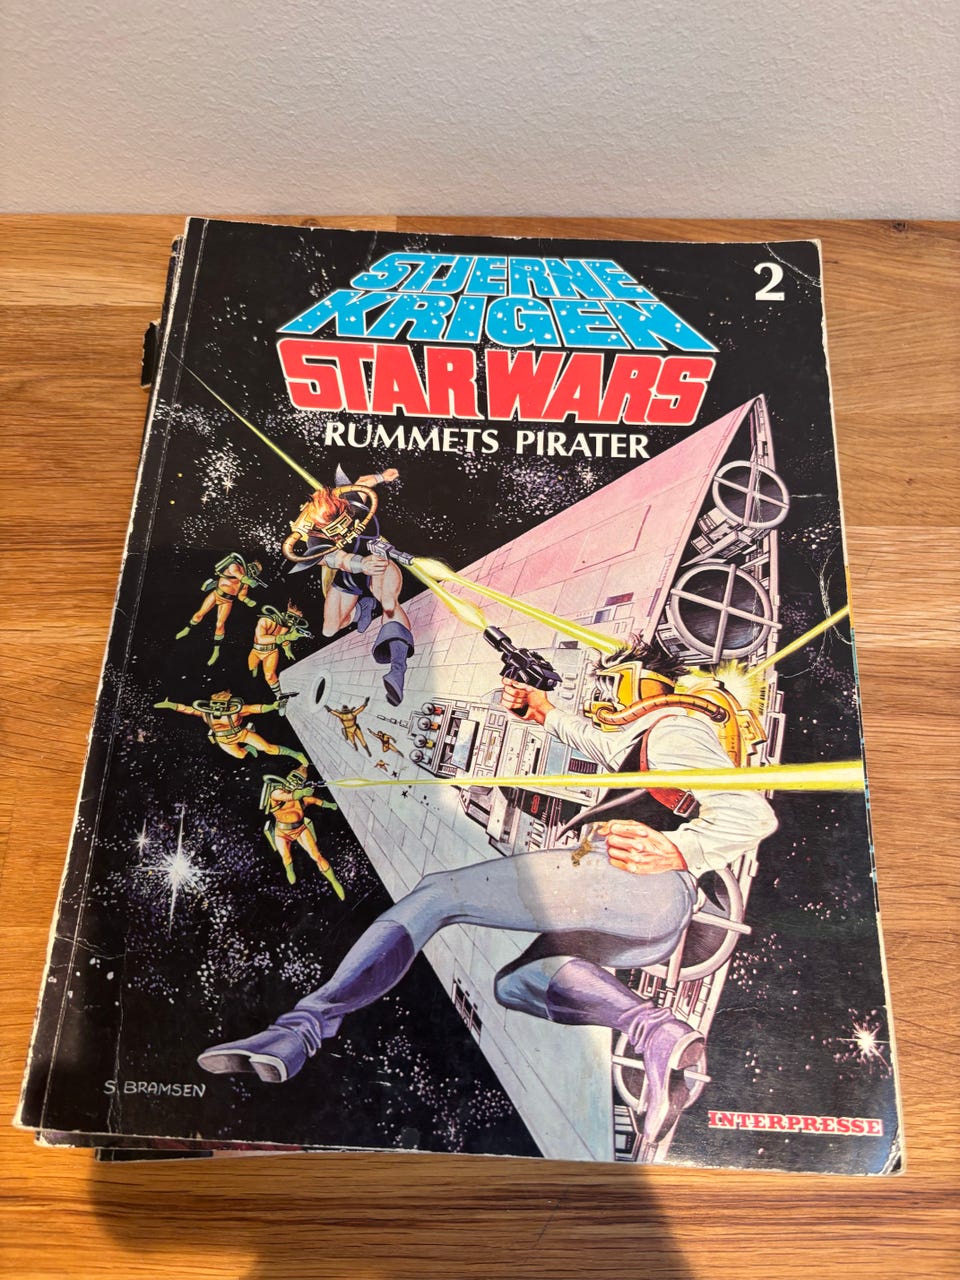 2
STJERNE
KRIGEN
STAR WARS
RUMMETS PIRATER
S. BRAMSEN
INTERPRESSE